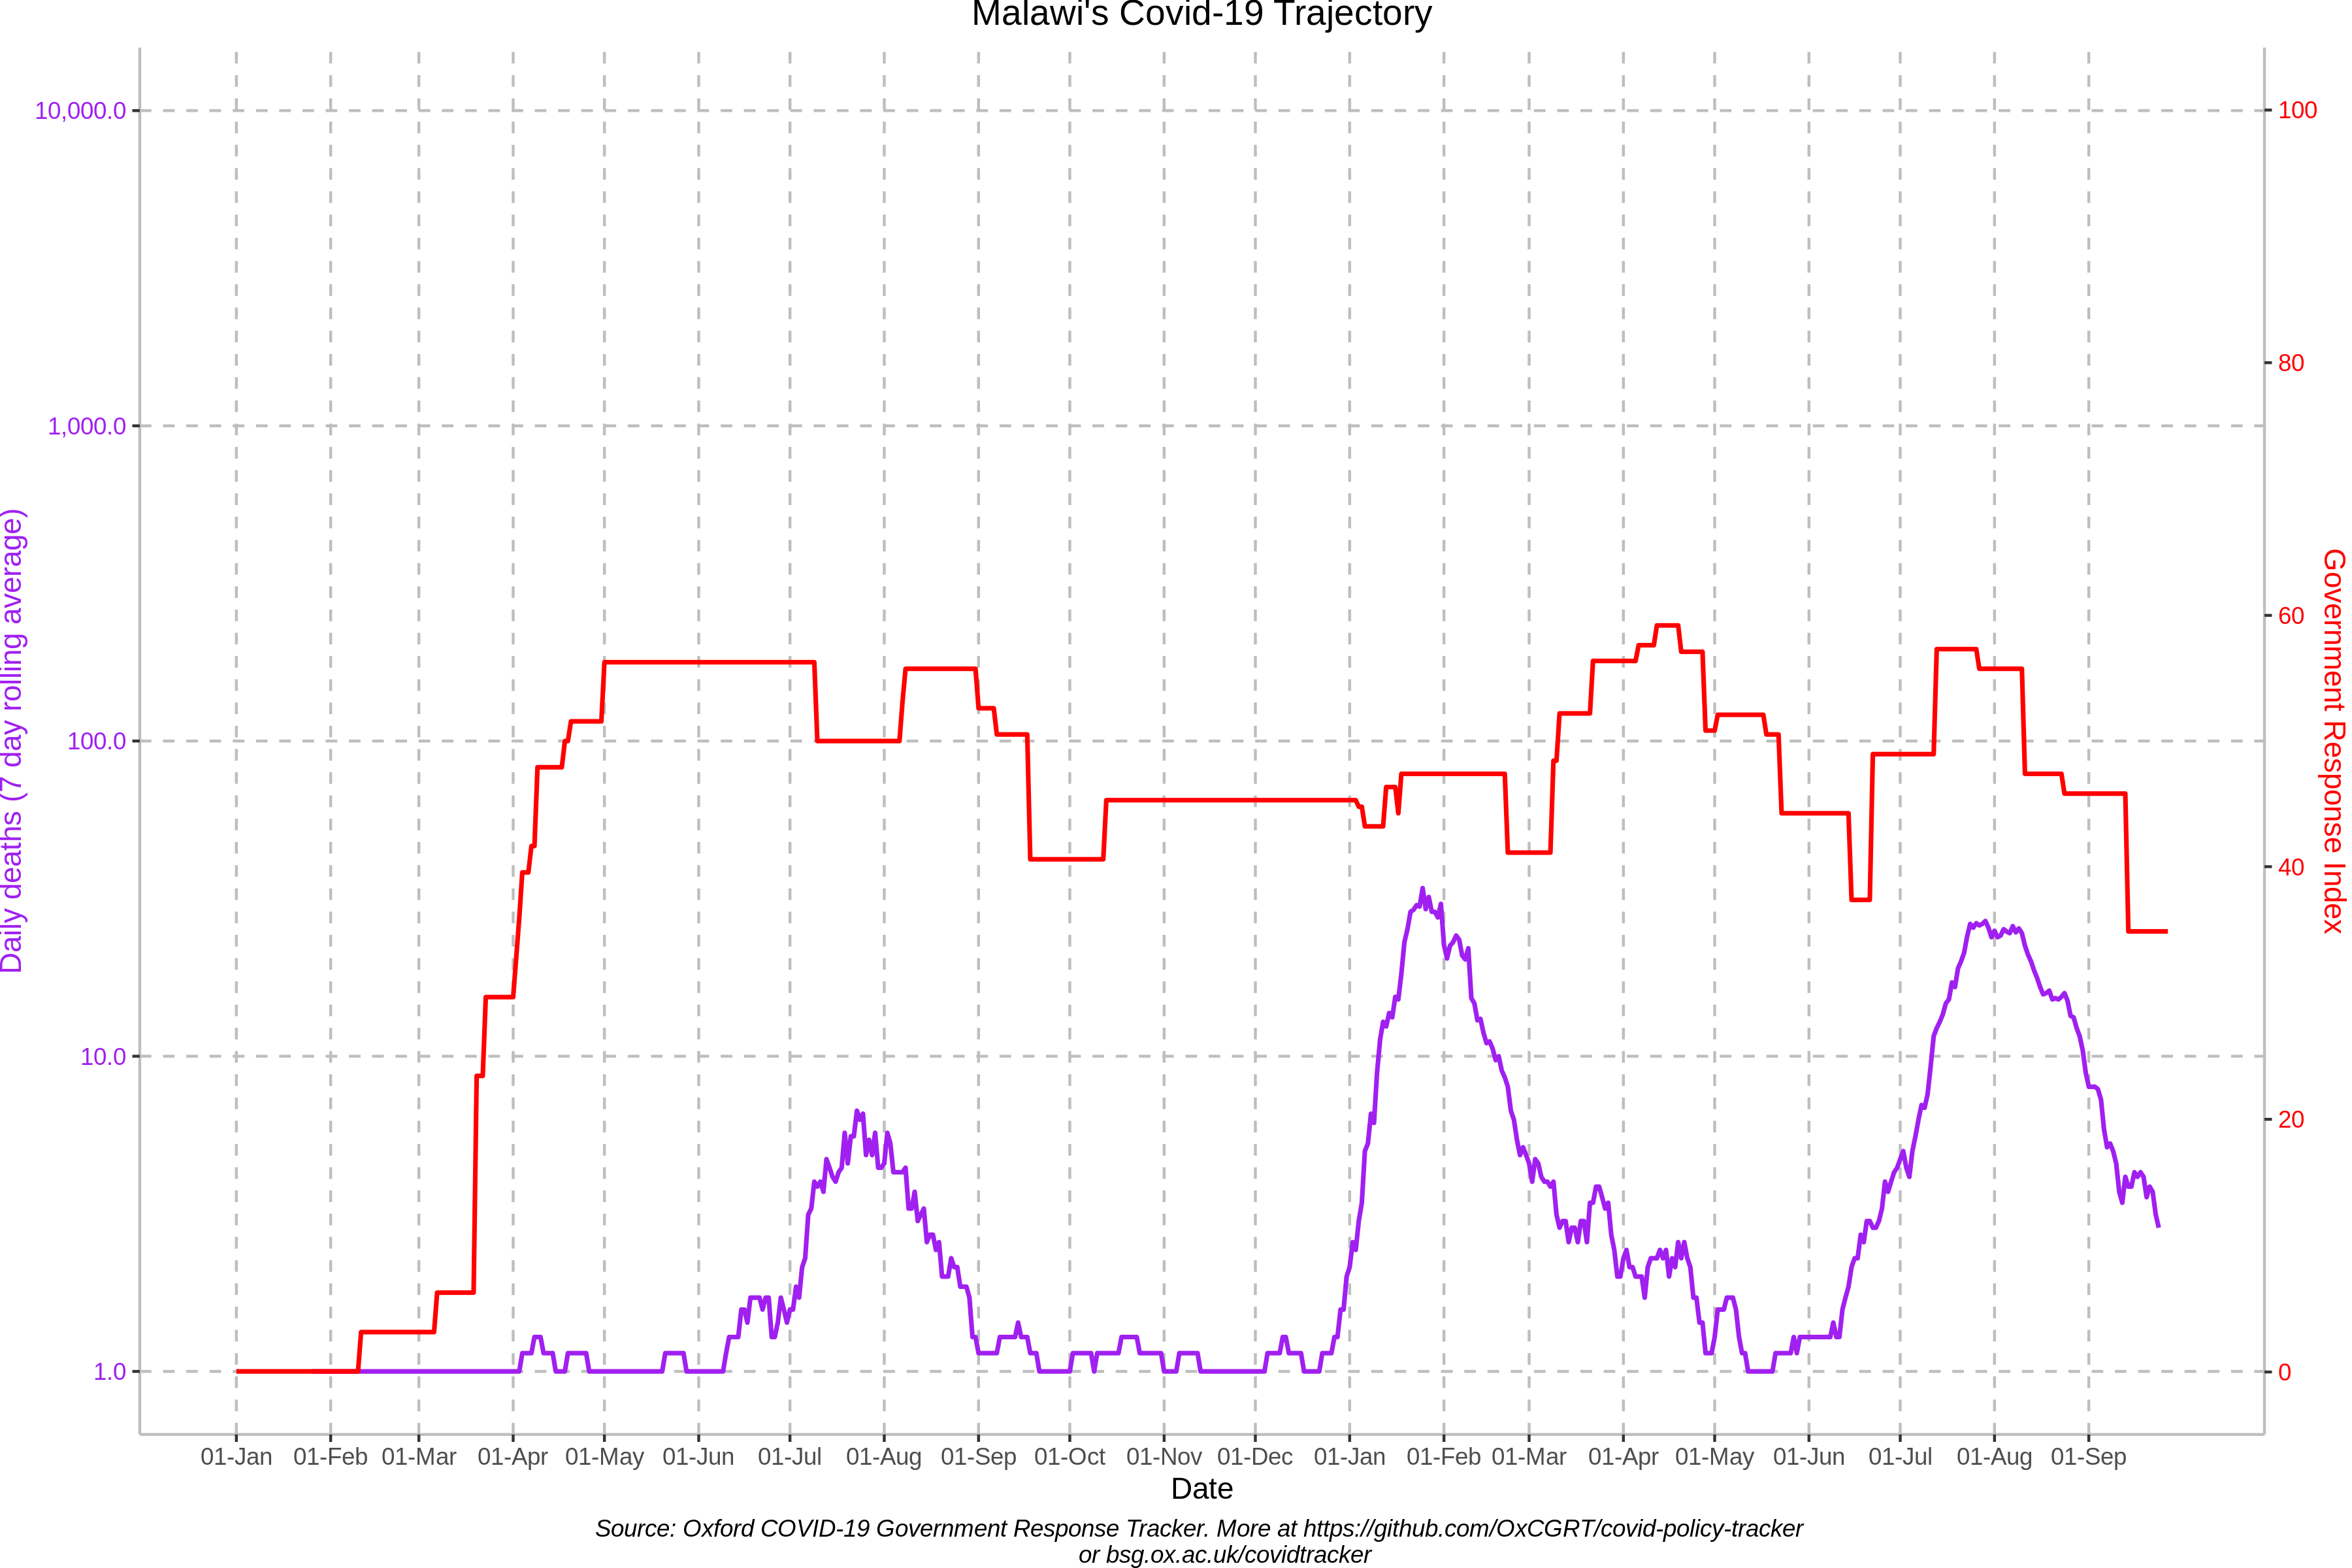 Malawi's Covid-19 Trajectory
10,000.0
1,000.0
100.0
10.0
1.0
Daily deaths (7 day rolling average)
100
80
60
40
20
0
Government Response Index
01-Jan 01-Feb 01-Mar 01-Apr 01-May 01-Jun 01-Jul 01-Aug 01-Sep 01-Oct 01-Nov 01-Dec 01-Jan 01-Feb 01-Mar 01-Apr 01-May 01-Jun 01-Jul 01-Aug 01-Sep
Date
Source: Oxford COVID-19 Government Response Tracker. More at https://github.com/OxCGRT/covid-policy-tracker
or bsg.ox.ac.uk/covidtracker